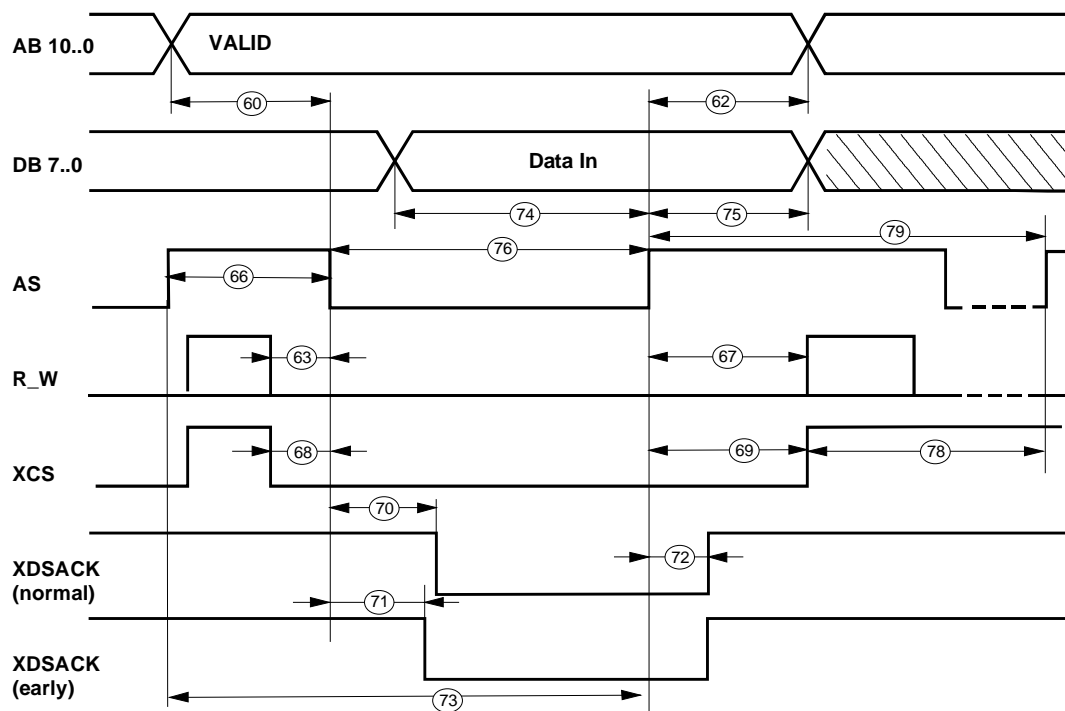 AB 10..0
VALID
60
62
DB 7..0
Data In
74
75
76
79
AS
66
R_W
63
67
XCS
68
69
78
70
XDSACK
(normal)
72
71
XDSACK
(early)
73